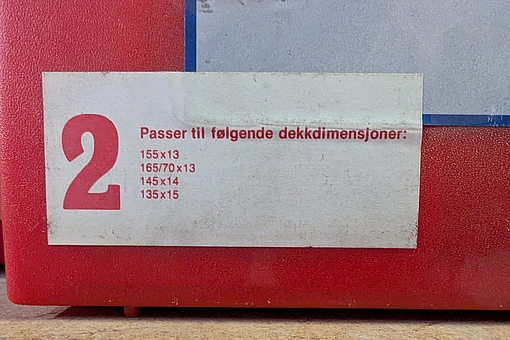 2
Passer til følgende dekkdimensjoner:
155x13
165/70x13
145x14
135x15